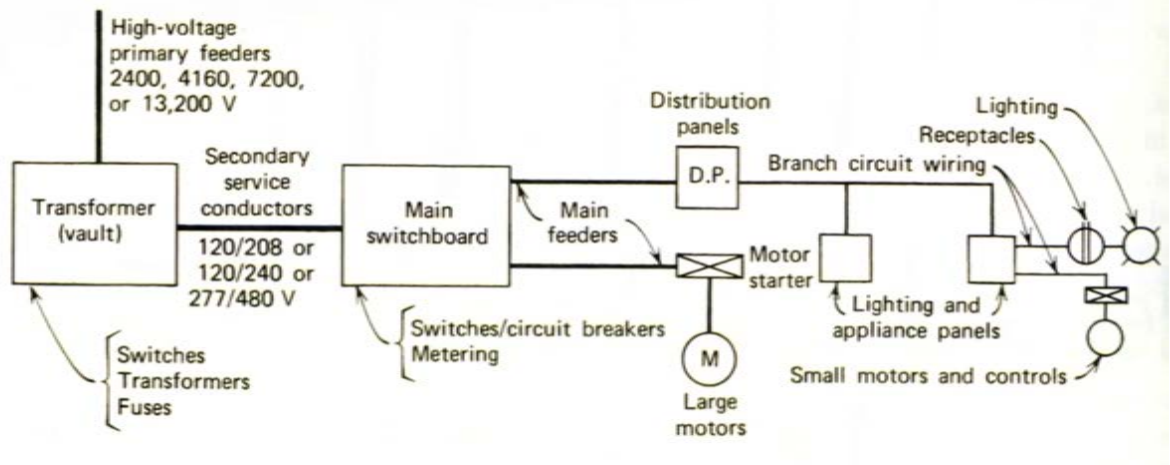 High-voltage
primary feeders
2400, 4160, 7200,
or 13,200 V
Transformer
(vault)
Secondary
service
conductors
120/208 or
120/240 or
277/480 V
Switches
Transformers
Fuses
Main
switchboard
Switches/circuit breakers
Metering
Main
feeders
Distribution
panels
D.P.
Motor
starter
M
Large
motors
Lighting
Receptacles
Branch circuit wiring
Lighting and
appliance panels
Small motors and controls